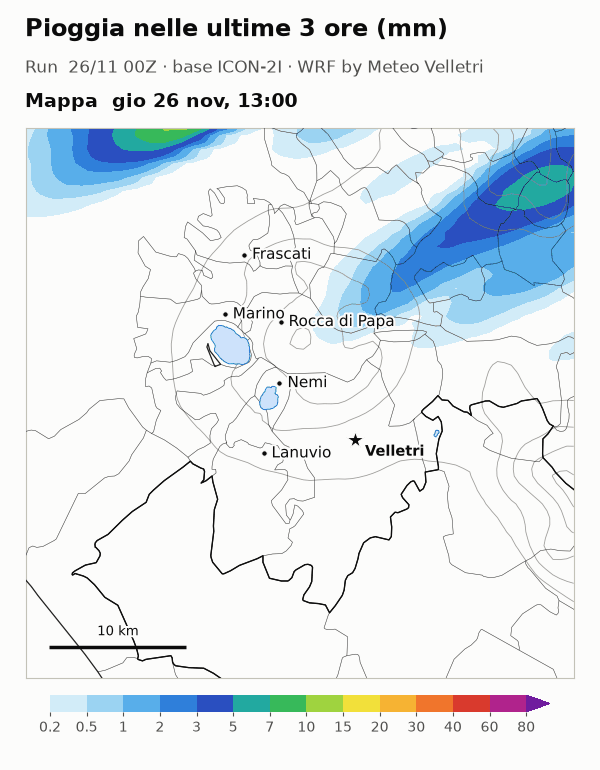 Pioggia nelle ultime 3 ore (mm)
Run  26/11 00Z · base ICON-2I · WRF by Meteo Velletri
Mappa  gio 26 nov, 13:00
Frascati
Marino
Rocca di Papa
Nemi
Velletri
Lanuvio
10 km
0.2 0.5 1 2 3 5 7 10 15 20 30 40 60 80